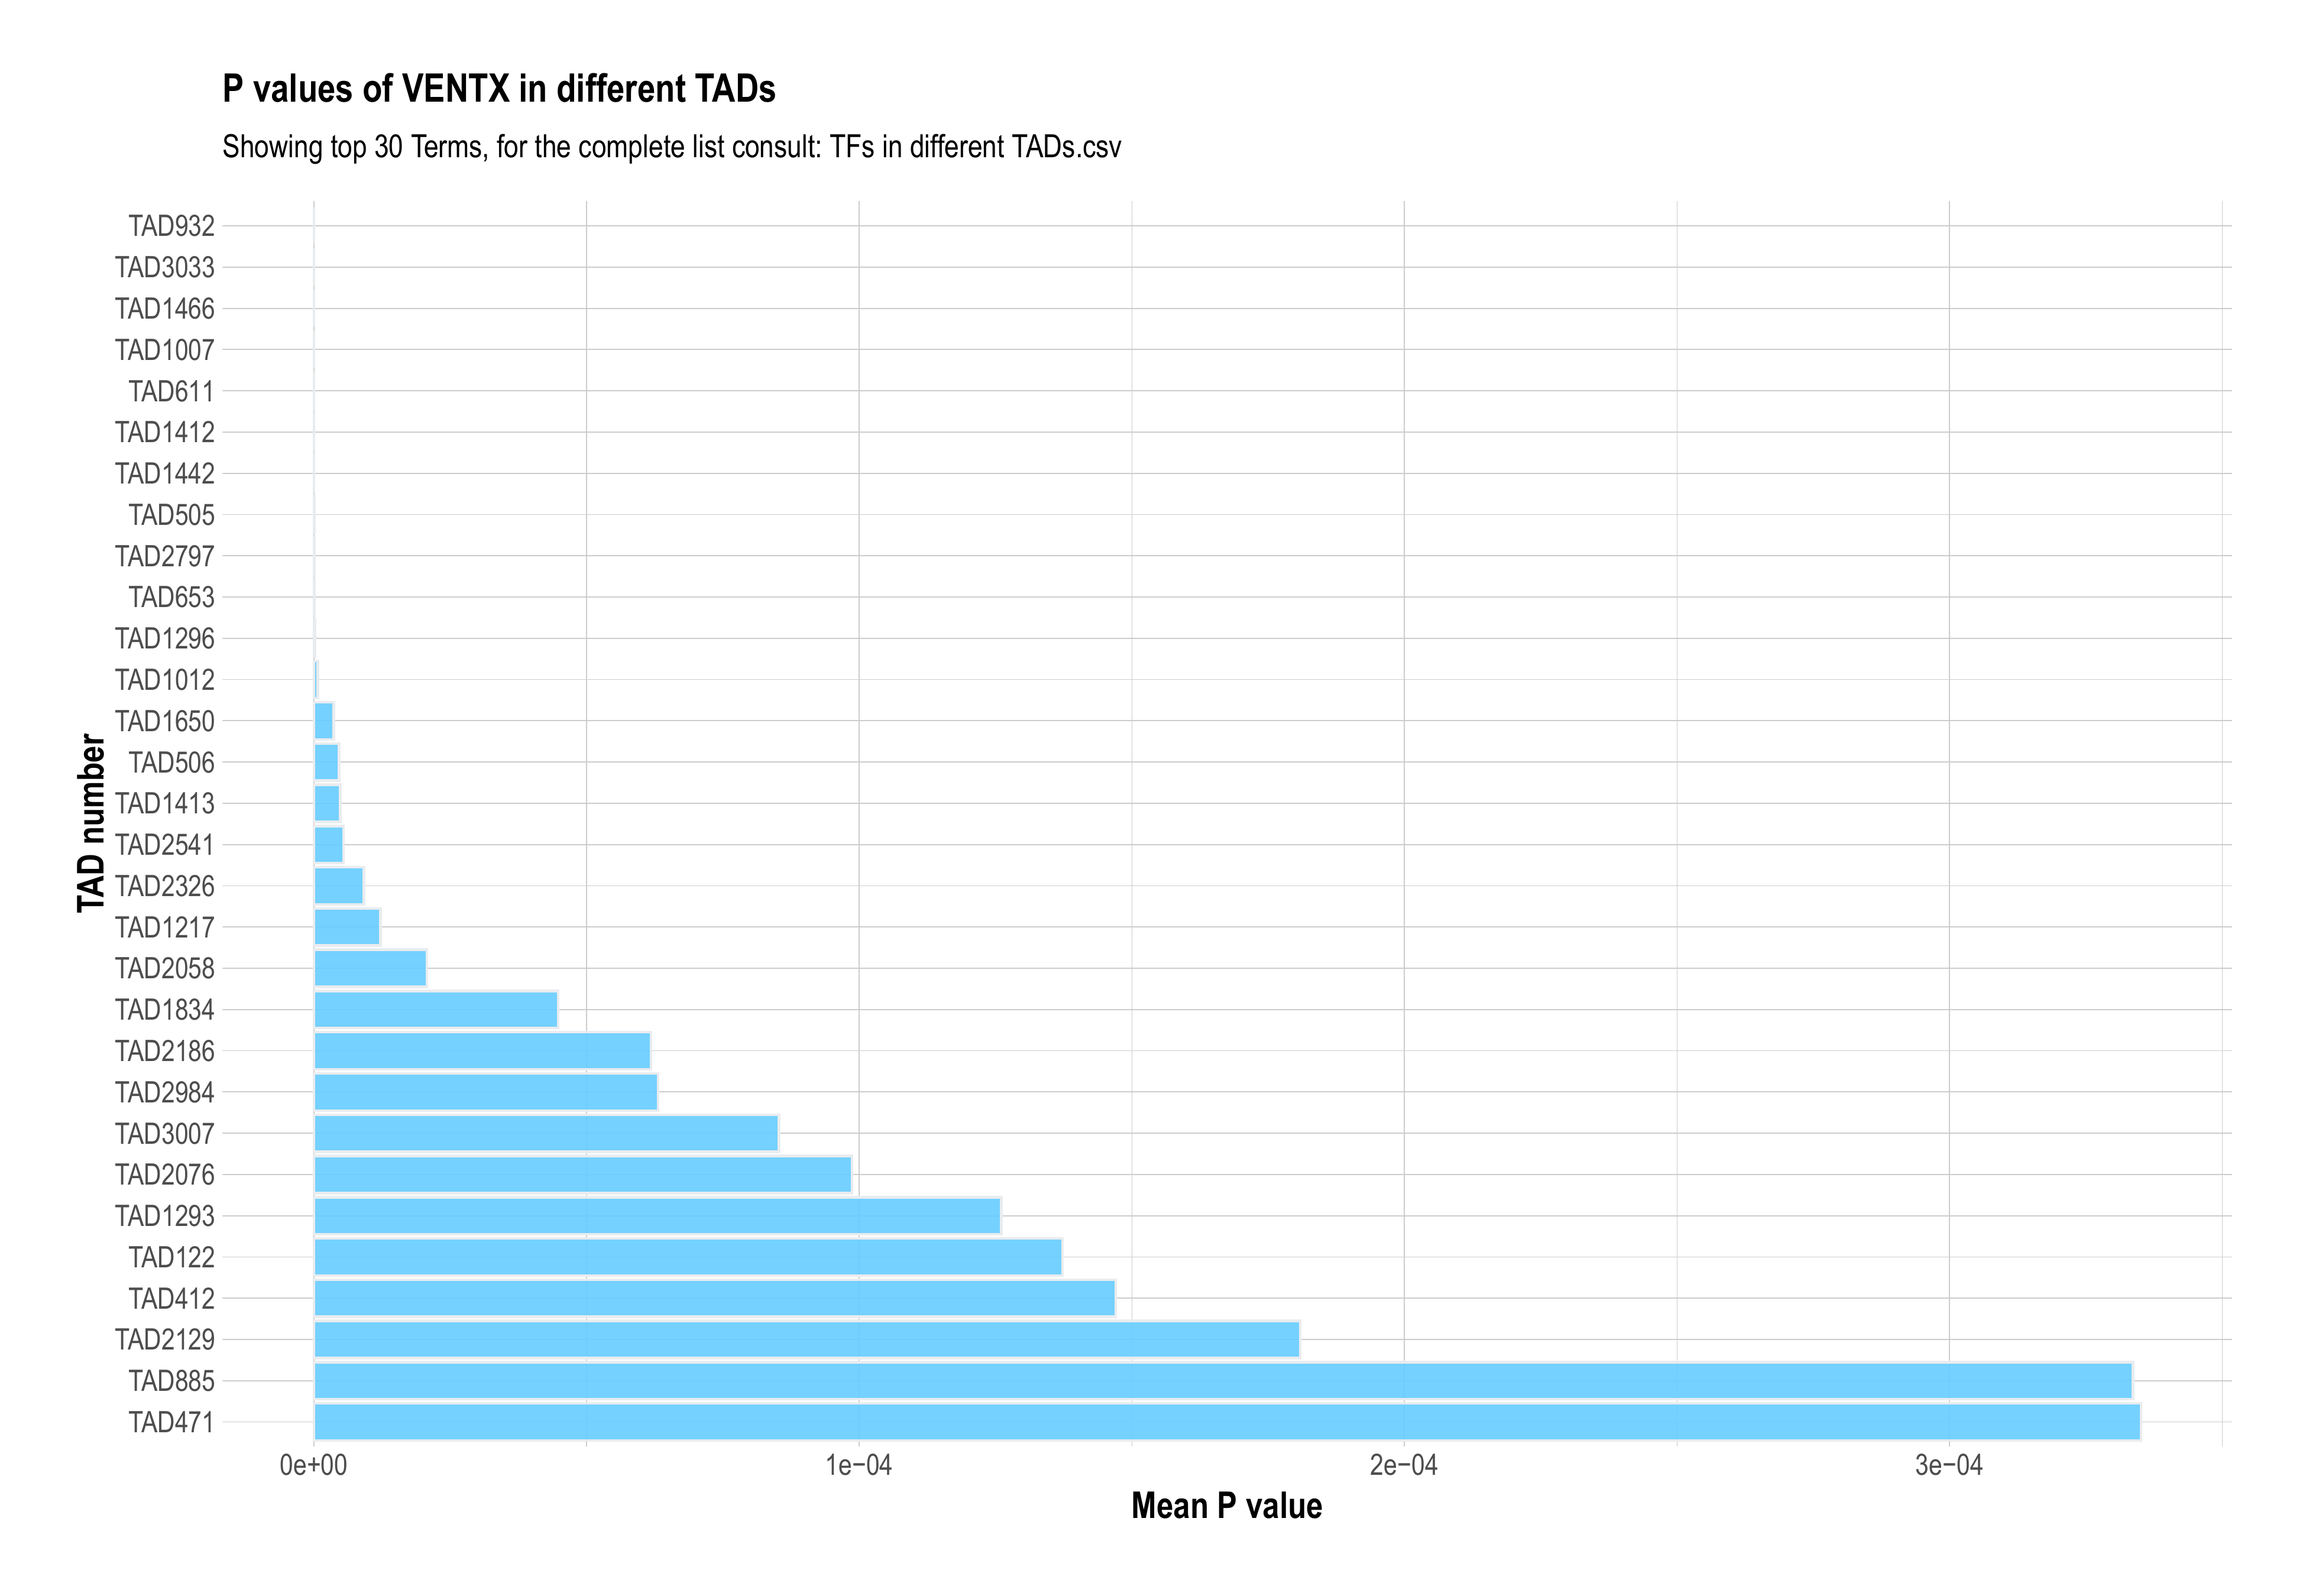 P values of VENTX in different TADs
Showing top 30 Terms, for the complete list consult: TFs in different TADs.csv
TAD number
TAD932
TAD3033
TAD1466
TAD1007
TAD611
TAD1412
TAD1442
TAD505
TAD2797
TAD653
TAD1296
TAD1012
TAD1650
TAD506
TAD1413
TAD2541
TAD2326
TAD1217
TAD2058
TAD1834
TAD2186
TAD2984
TAD3007
TAD2076
TAD1293
TAD122
TAD412
TAD2129
TAD885
TAD471
0e+00 1e−04 2e−04 3e−04
Mean P value